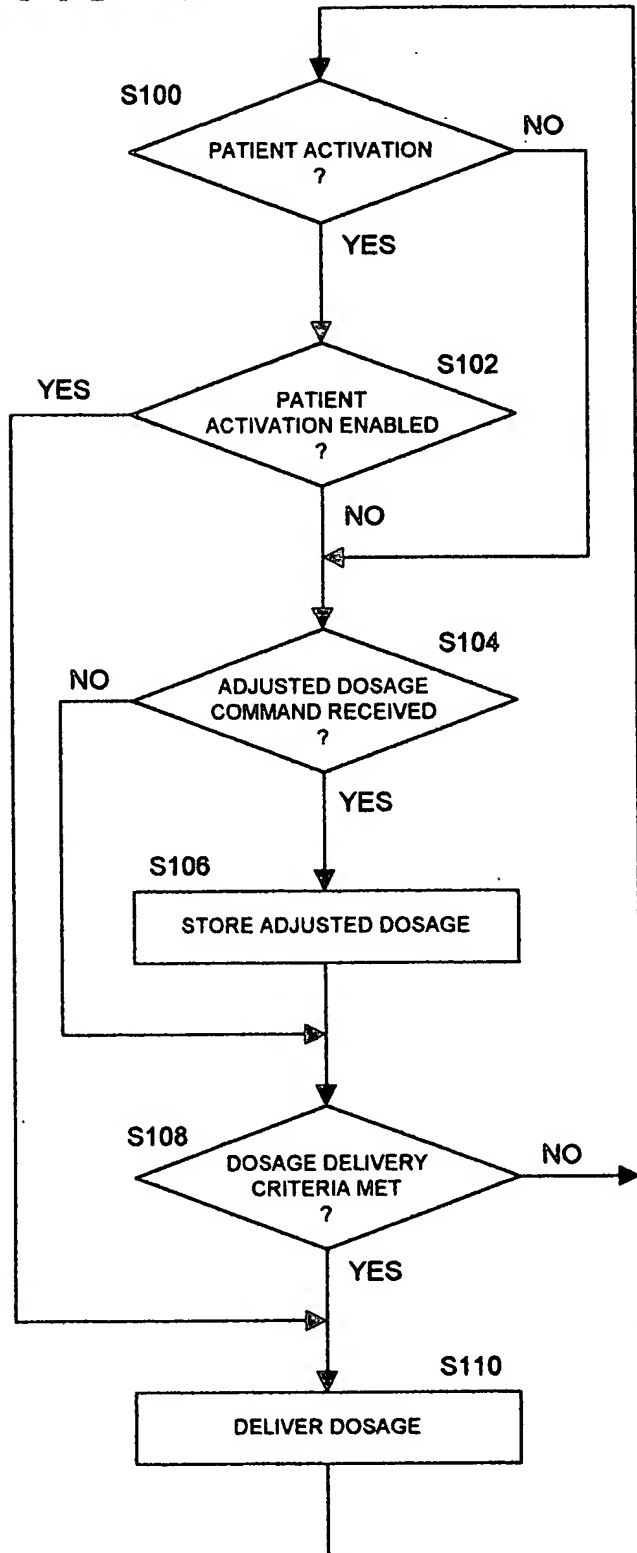 S100
NO
PATIENT ACTIVATION
?
YES
S102
YES
PATIENT
ACTIVATION ENABLED
?
NO
S104
NO
ADJUSTED DOSAGE
COMMAND RECEIVED
?
YES
S106
STORE ADJUSTED DOSAGE
S108
NO
DOSAGE DELIVERY
CRITERIA MET
?
YES
S110
DELIVER DOSAGE